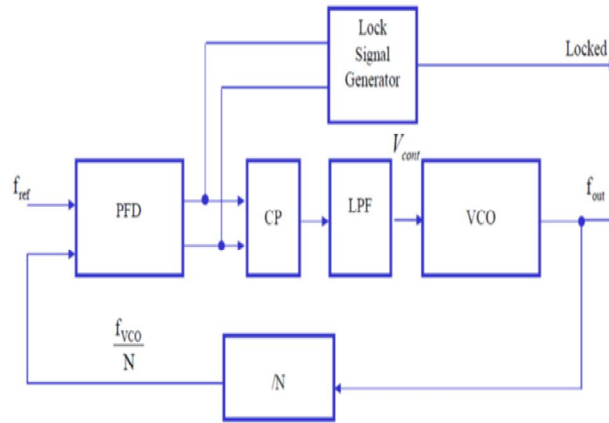 Lock
Signal
Generator
Locked
V_cont
f_ref
PFD
CP
LPF
VCO
f_out
f_VCO
N
/N